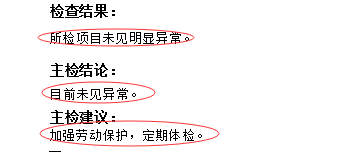 检查结果：
所检项目未见明显异常。
主检结论：
目前未见异常。
主检建议：
加强劳动保护，定期体检。